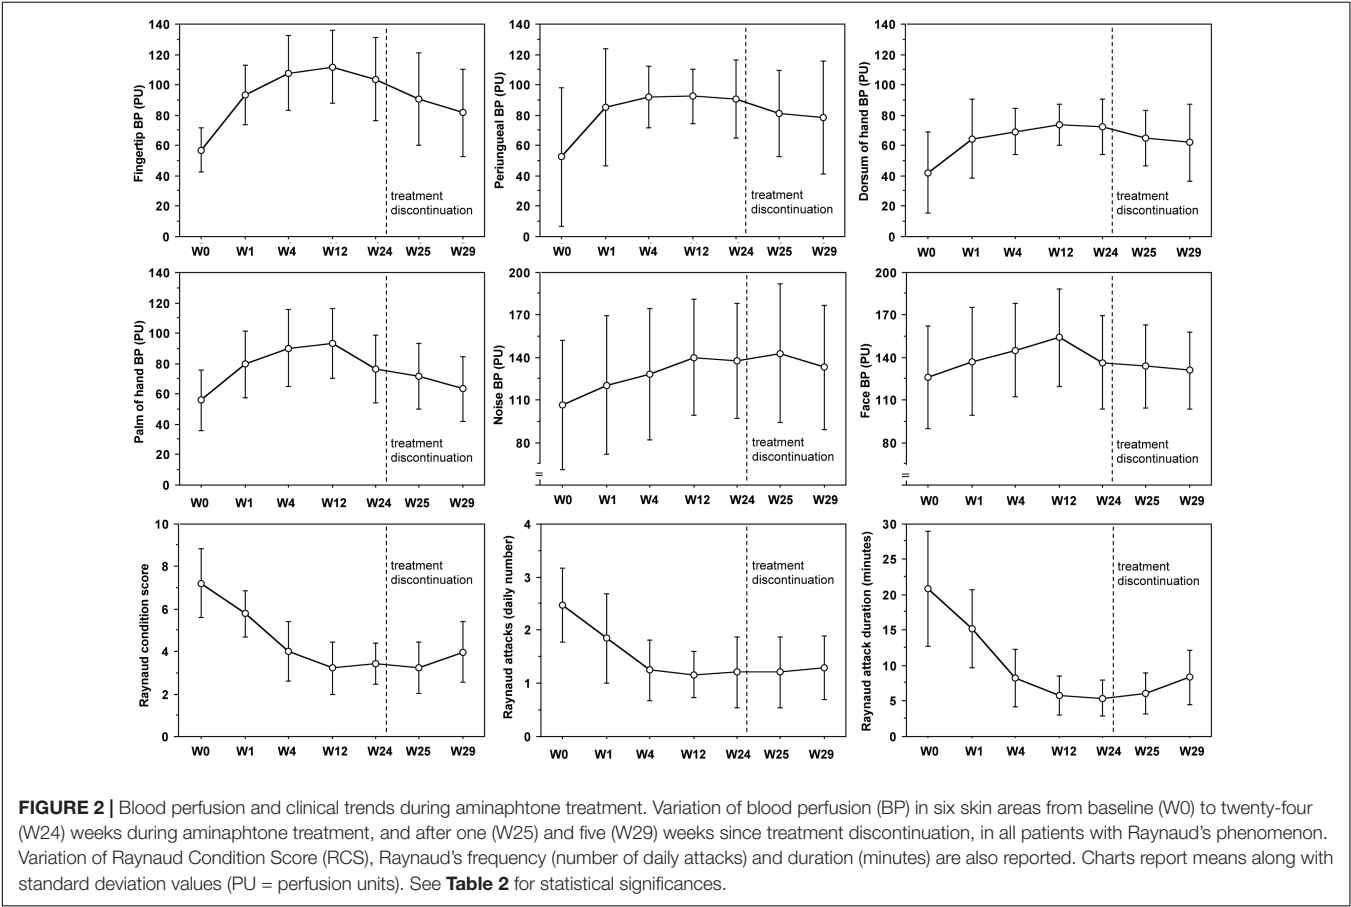 Fingertip BP (PU)
140
120
100
80
60
40
20
0
treatment
discontinuation
W0 W1 W4 W12 W24 W25 W29
Periungueal BP (PU)
140
120
100
80
60
40
20
0
treatment
discontinuation
W0 W1 W4 W12 W24 W25 W29
Dorsum of hand BP (PU)
140
120
100
80
60
40
20
0
treatment
discontinuation
W0 W1 W4 W12 W24 W25 W29
Palm of hand BP (PU)
140
120
100
80
60
40
20
0
treatment
discontinuation
W0 W1 W4 W12 W24 W25 W29
Noise BP (PU)
200
170
140
110
80
treatment
discontinuation
W0 W1 W4 W12 W24 W25 W29
Face BP (PU)
200
170
140
110
80
treatment
discontinuation
W0 W1 W4 W12 W24 W25 W29
Raynaud condition score
10
8
6
4
2
0
treatment
discontinuation
W0 W1 W4 W12 W24 W25 W29
Raynaud attacks (daily number)
4
3
2
1
0
treatment
discontinuation
W0 W1 W4 W12 W24 W25 W29
Raynaud attack duration (minutes)
30
25
20
15
10
5
0
treatment
discontinuation
W0 W1 W4 W12 W24 W25 W29
FIGURE 2 | Blood perfusion and clinical trends during aminaphtone treatment. Variation of blood perfusion (BP) in six skin areas from baseline (W0) to twenty-four
(W24) weeks during aminaphtone treatment, and after one (W25) and five (W29) weeks since treatment discontinuation, in all patients with Raynaud’s phenomenon.
Variation of Raynaud Condition Score (RCS), Raynaud’s frequency (number of daily attacks) and duration (minutes) are also reported. Charts report means along with
standard deviation values (PU = perfusion units). See Table 2 for statistical significances.